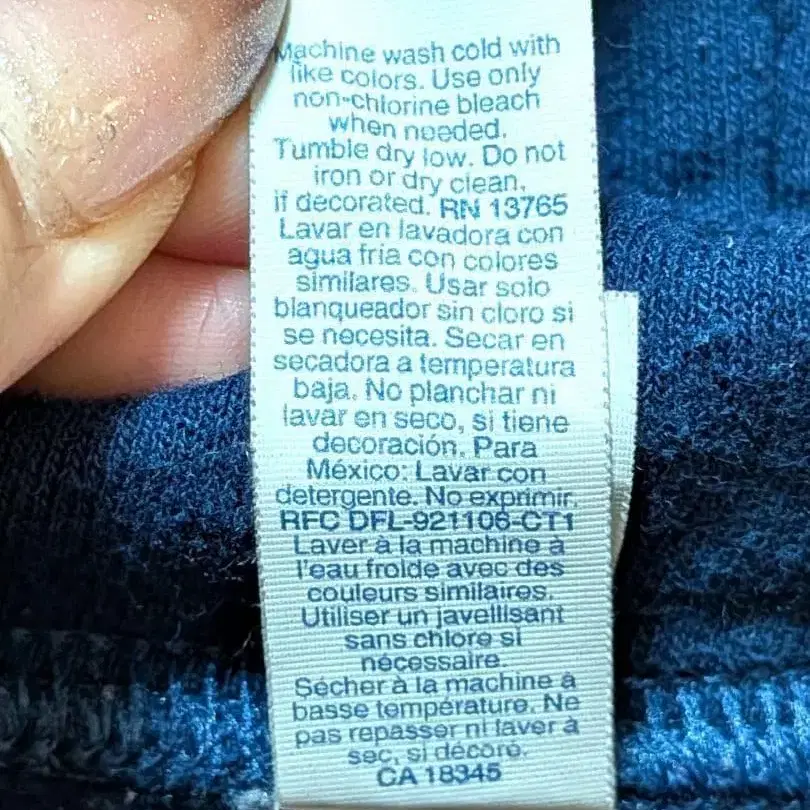 Machine wash cold with
like colors. Use only
non-chlorine bleach
when needed.
Tumble dry low. Do not
iron or dry clean,
if decorated. RN 13765
Lavar en lavadora con
agua fría con colores
similares. Usar solo
blanqueador sin cloro si
se necesita. Secar en
secadora a temperatura
baja. No planchar ni
lavar en seco, si tiene
decoración. Para
México: Lavar con
detergente. No exprimir.
RFC DFL-921106-CT1
Laver à la machine à
l'eau froide avec des
couleurs similaires.
Utiliser un javellisant
sans chlore si
nécessaire.
Sécher à la machine à
basse température. Ne
pas repasser ni laver à
sec, si décoré.
CA 18345